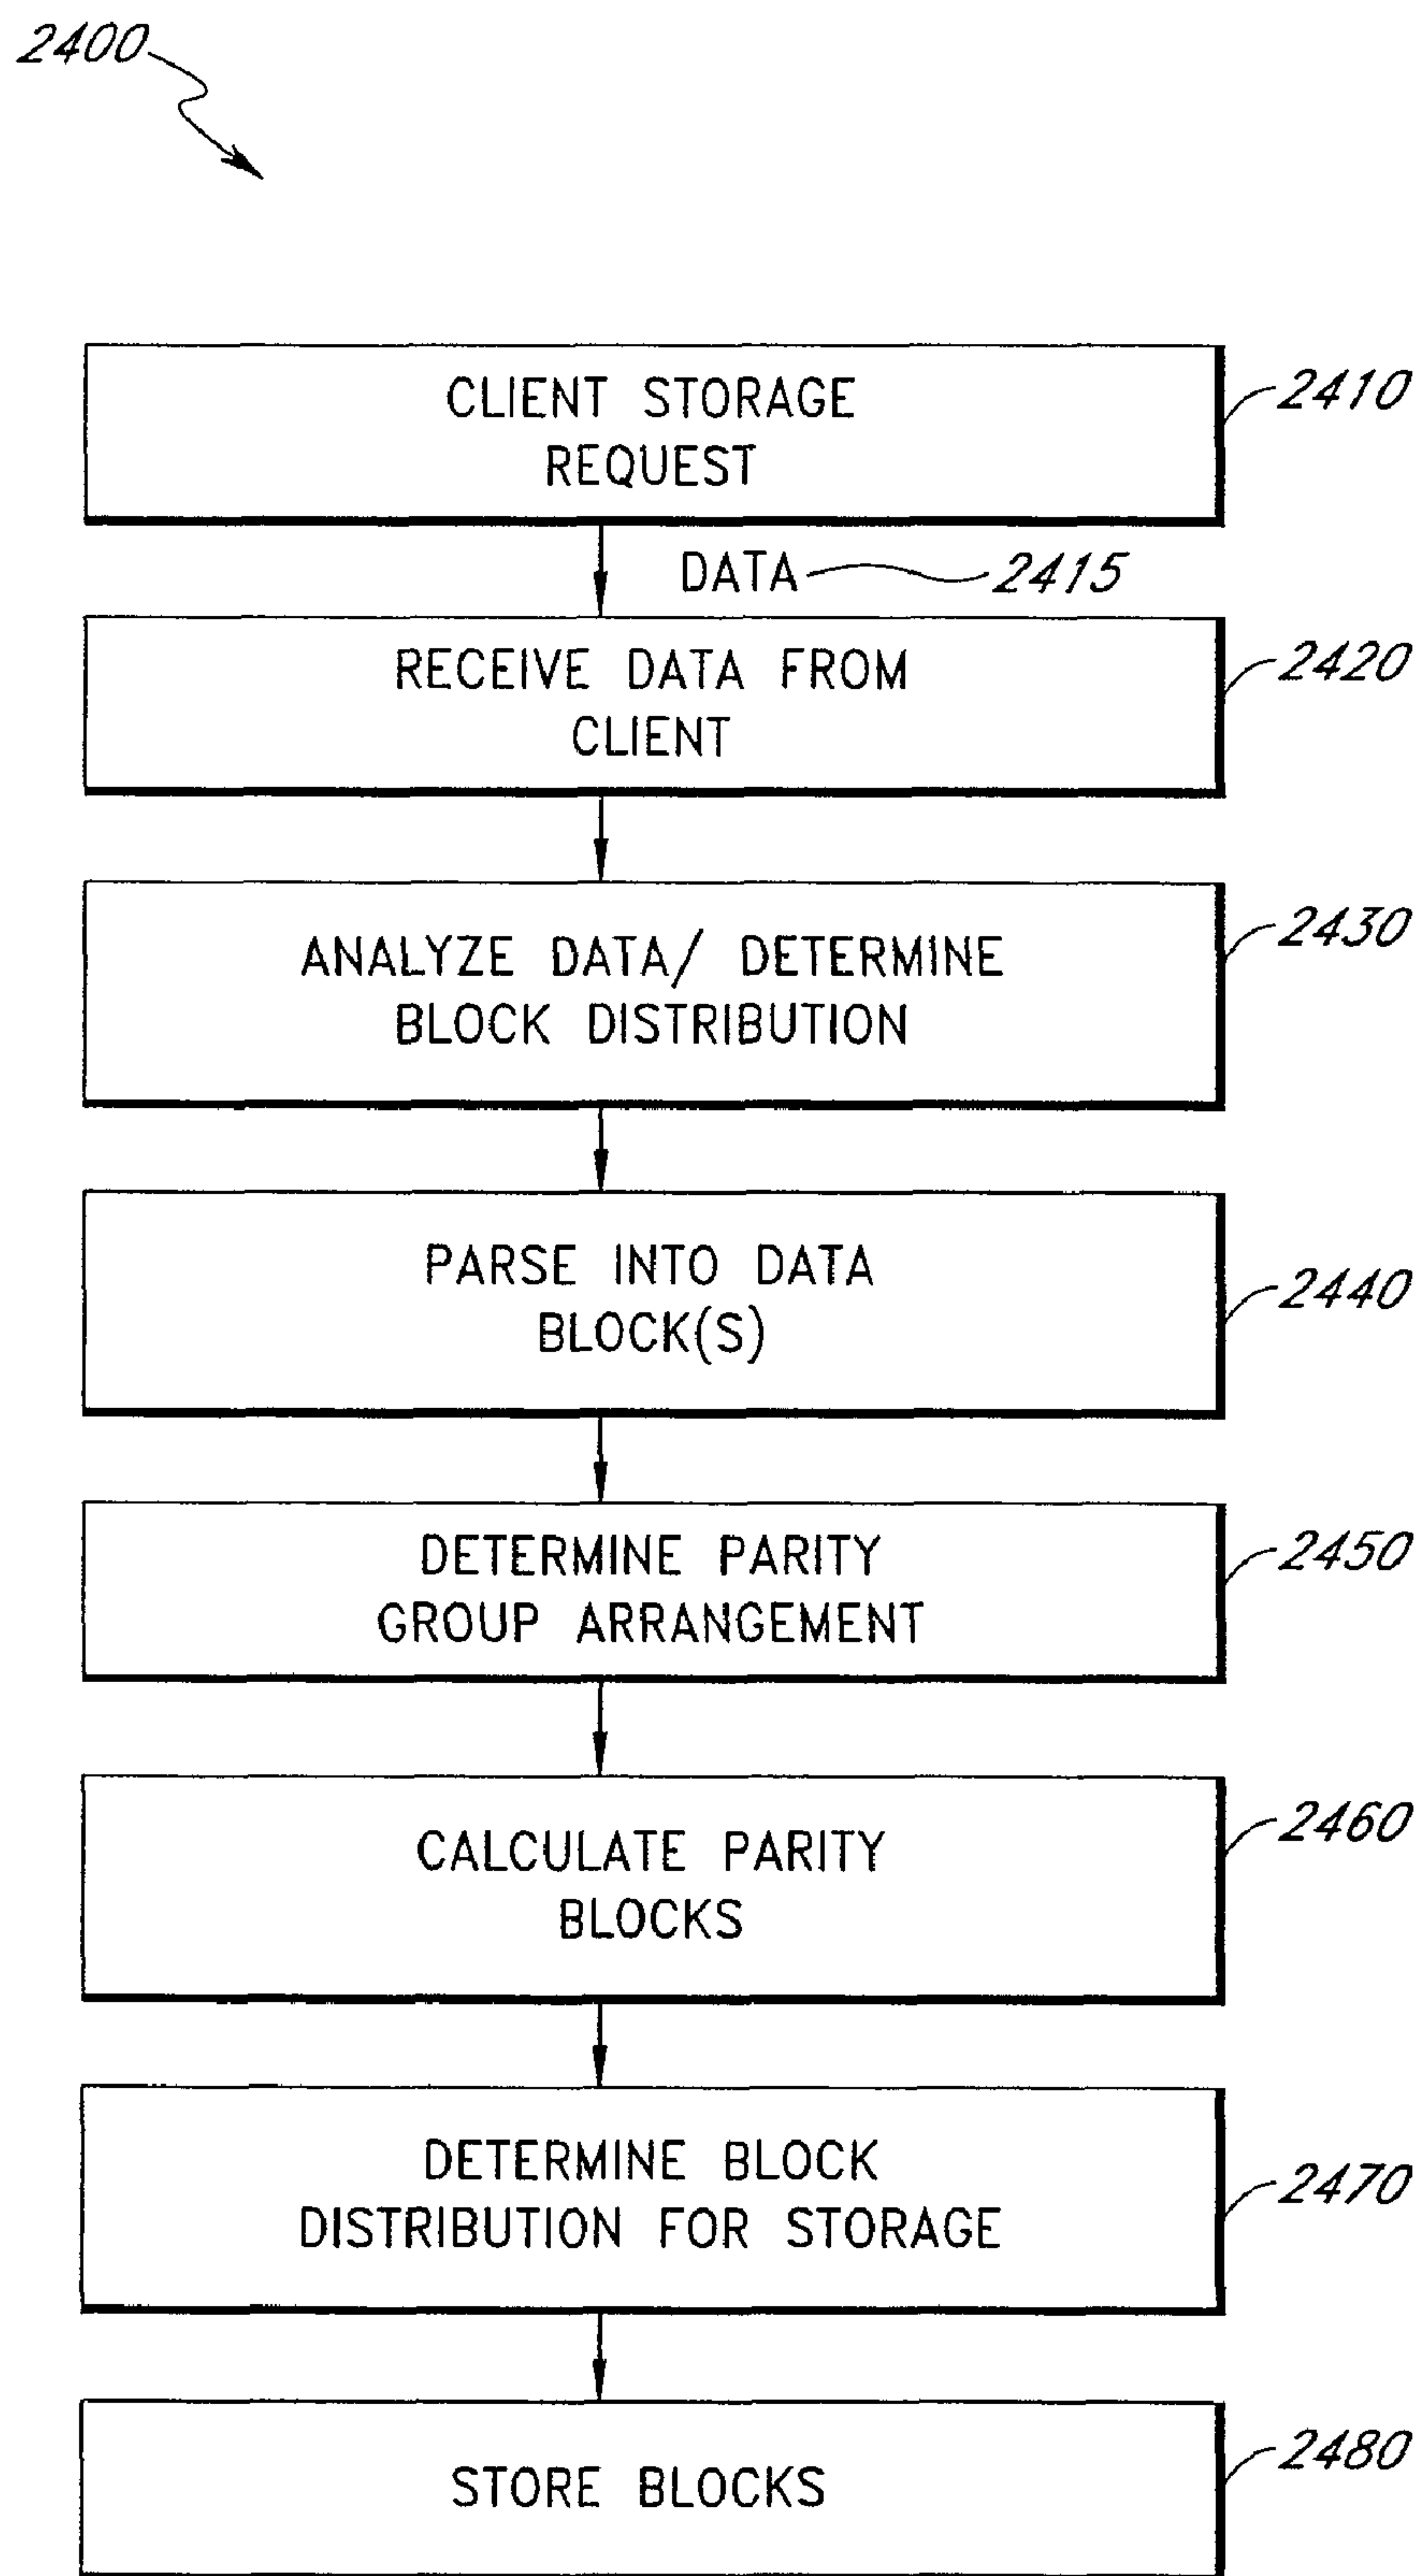 2400
CLIENT STORAGE
REQUEST
2410
DATA
2415
RECEIVE DATA FROM
CLIENT
2420
ANALYZE DATA/ DETERMINE
BLOCK DISTRIBUTION
2430
PARSE INTO DATA
BLOCK(S)
2440
DETERMINE PARITY
GROUP ARRANGEMENT
2450
CALCULATE PARITY
BLOCKS
2460
DETERMINE BLOCK
DISTRIBUTION FOR STORAGE
2470
STORE BLOCKS
2480